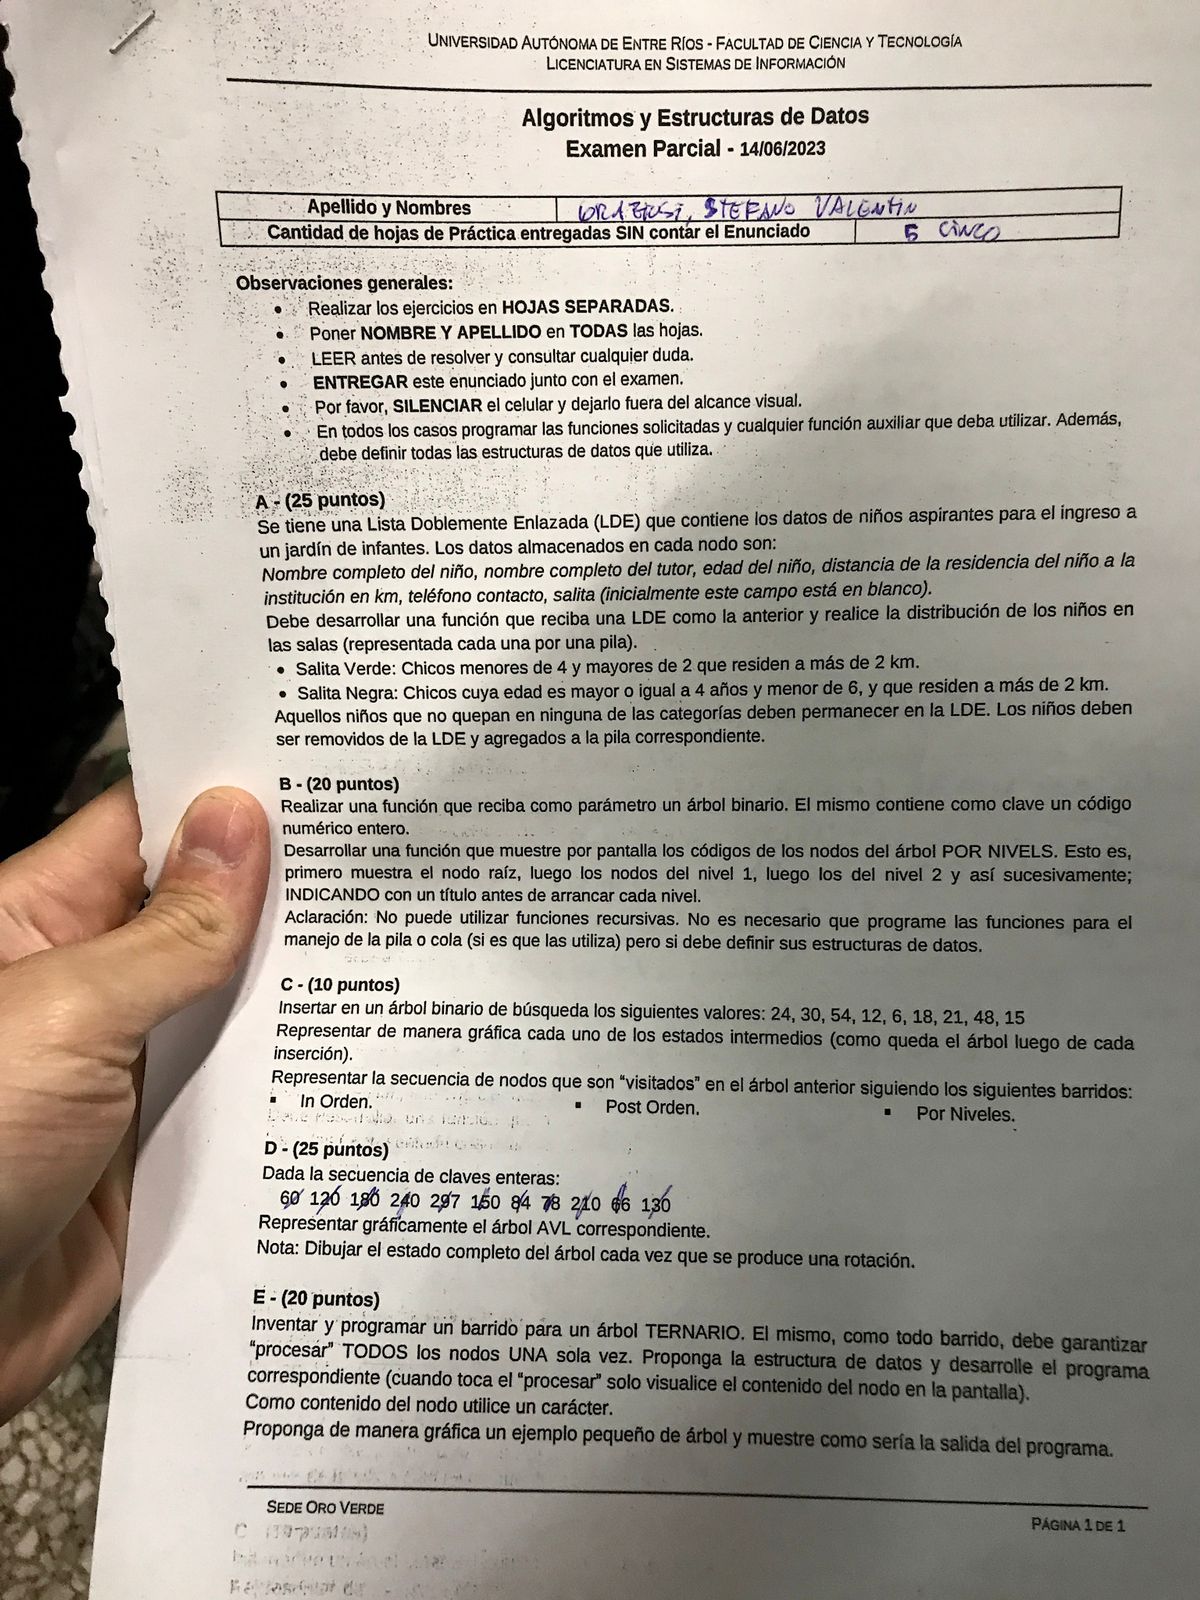 UNIVERSIDAD AUTÓNOMA DE ENTRE RÍOS - FACULTAD DE CIENCIA Y TECNOLOGÍA
LICENCIATURA EN SISTEMAS DE INFORMACIÓN
Algoritmos y Estructuras de Datos
Examen Parcial - 14/06/2023
Apellido y Nombres STEFANO VALENTIN
Cantidad de hojas de Práctica entregadas SIN contar el Enunciado 5 CINCO
Observaciones generales:
• Realizar los ejercicios en HOJAS SEPARADAS.
• Poner NOMBRE Y APELLIDO en TODAS las hojas.
• LEER antes de resolver y consultar cualquier duda.
• ENTREGAR este enunciado junto con el examen.
• Por favor, SILENCIAR el celular y dejarlo fuera del alcance visual.
• En todos los casos programar las funciones solicitadas y cualquier función auxiliar que deba utilizar. Además,
debe definir todas las estructuras de datos que utiliza.
A - (25 puntos)
Se tiene una Lista Doblemente Enlazada (LDE) que contiene los datos de niños aspirantes para el ingreso a
un jardín de infantes. Los datos almacenados en cada nodo son:
Nombre completo del niño, nombre completo del tutor, edad del niño, distancia de la residencia del niño a la
institución en km, teléfono contacto, salita (inicialmente este campo está en blanco).
Debe desarrollar una función que reciba una LDE como la anterior y realice la distribución de los niños en
las salas (representada cada una por una pila).
• Salita Verde: Chicos menores de 4 y mayores de 2 que residen a más de 2 km.
• Salita Negra: Chicos cuya edad es mayor o igual a 4 años y menor de 6, y que residen a más de 2 km.
Aquellos niños que no quepan en ninguna de las categorías deben permanecer en la LDE. Los niños deben
ser removidos de la LDE y agregados a la pila correspondiente.
B - (20 puntos)
Realizar una función que reciba como parámetro un árbol binario. El mismo contiene como clave un código
numérico entero.
Desarrollar una función que muestre por pantalla los códigos de los nodos del árbol POR NIVELS. Esto es,
primero muestra el nodo raíz, luego los nodos del nivel 1, luego los del nivel 2 y así sucesivamente;
INDICANDO con un título antes de arrancar cada nivel.
Aclaración: No puede utilizar funciones recursivas. No es necesario que programe las funciones para el
manejo de la pila o cola (si es que las utiliza) pero si debe definir sus estructuras de datos.
C - (10 puntos)
Insertar en un árbol binario de búsqueda los siguientes valores: 24, 30, 54, 12, 6, 18, 21, 48, 15
Representar de manera gráfica cada uno de los estados intermedios (como queda el árbol luego de cada
inserción).
Representar la secuencia de nodos que son “visitados” en el árbol anterior siguiendo los siguientes barridos:
▪ In Orden. ▪ Post Orden. ▪ Por Niveles.
D - (25 puntos)
Dada la secuencia de claves enteras:
60 120 180 240 297 150 84 78 210 66 130
Representar gráficamente el árbol AVL correspondiente.
Nota: Dibujar el estado completo del árbol cada vez que se produce una rotación.
E - (20 puntos)
Inventar y programar un barrido para un árbol TERNARIO. El mismo, como todo barrido, debe garantizar
“procesar” TODOS los nodos UNA sola vez. Proponga la estructura de datos y desarrolle el programa
correspondiente (cuando toca el “procesar” solo visualice el contenido del nodo en la pantalla).
Como contenido del nodo utilice un carácter.
Proponga de manera gráfica un ejemplo pequeño de árbol y muestre como sería la salida del programa.
SEDE ORO VERDE
PÁGINA 1 DE 1